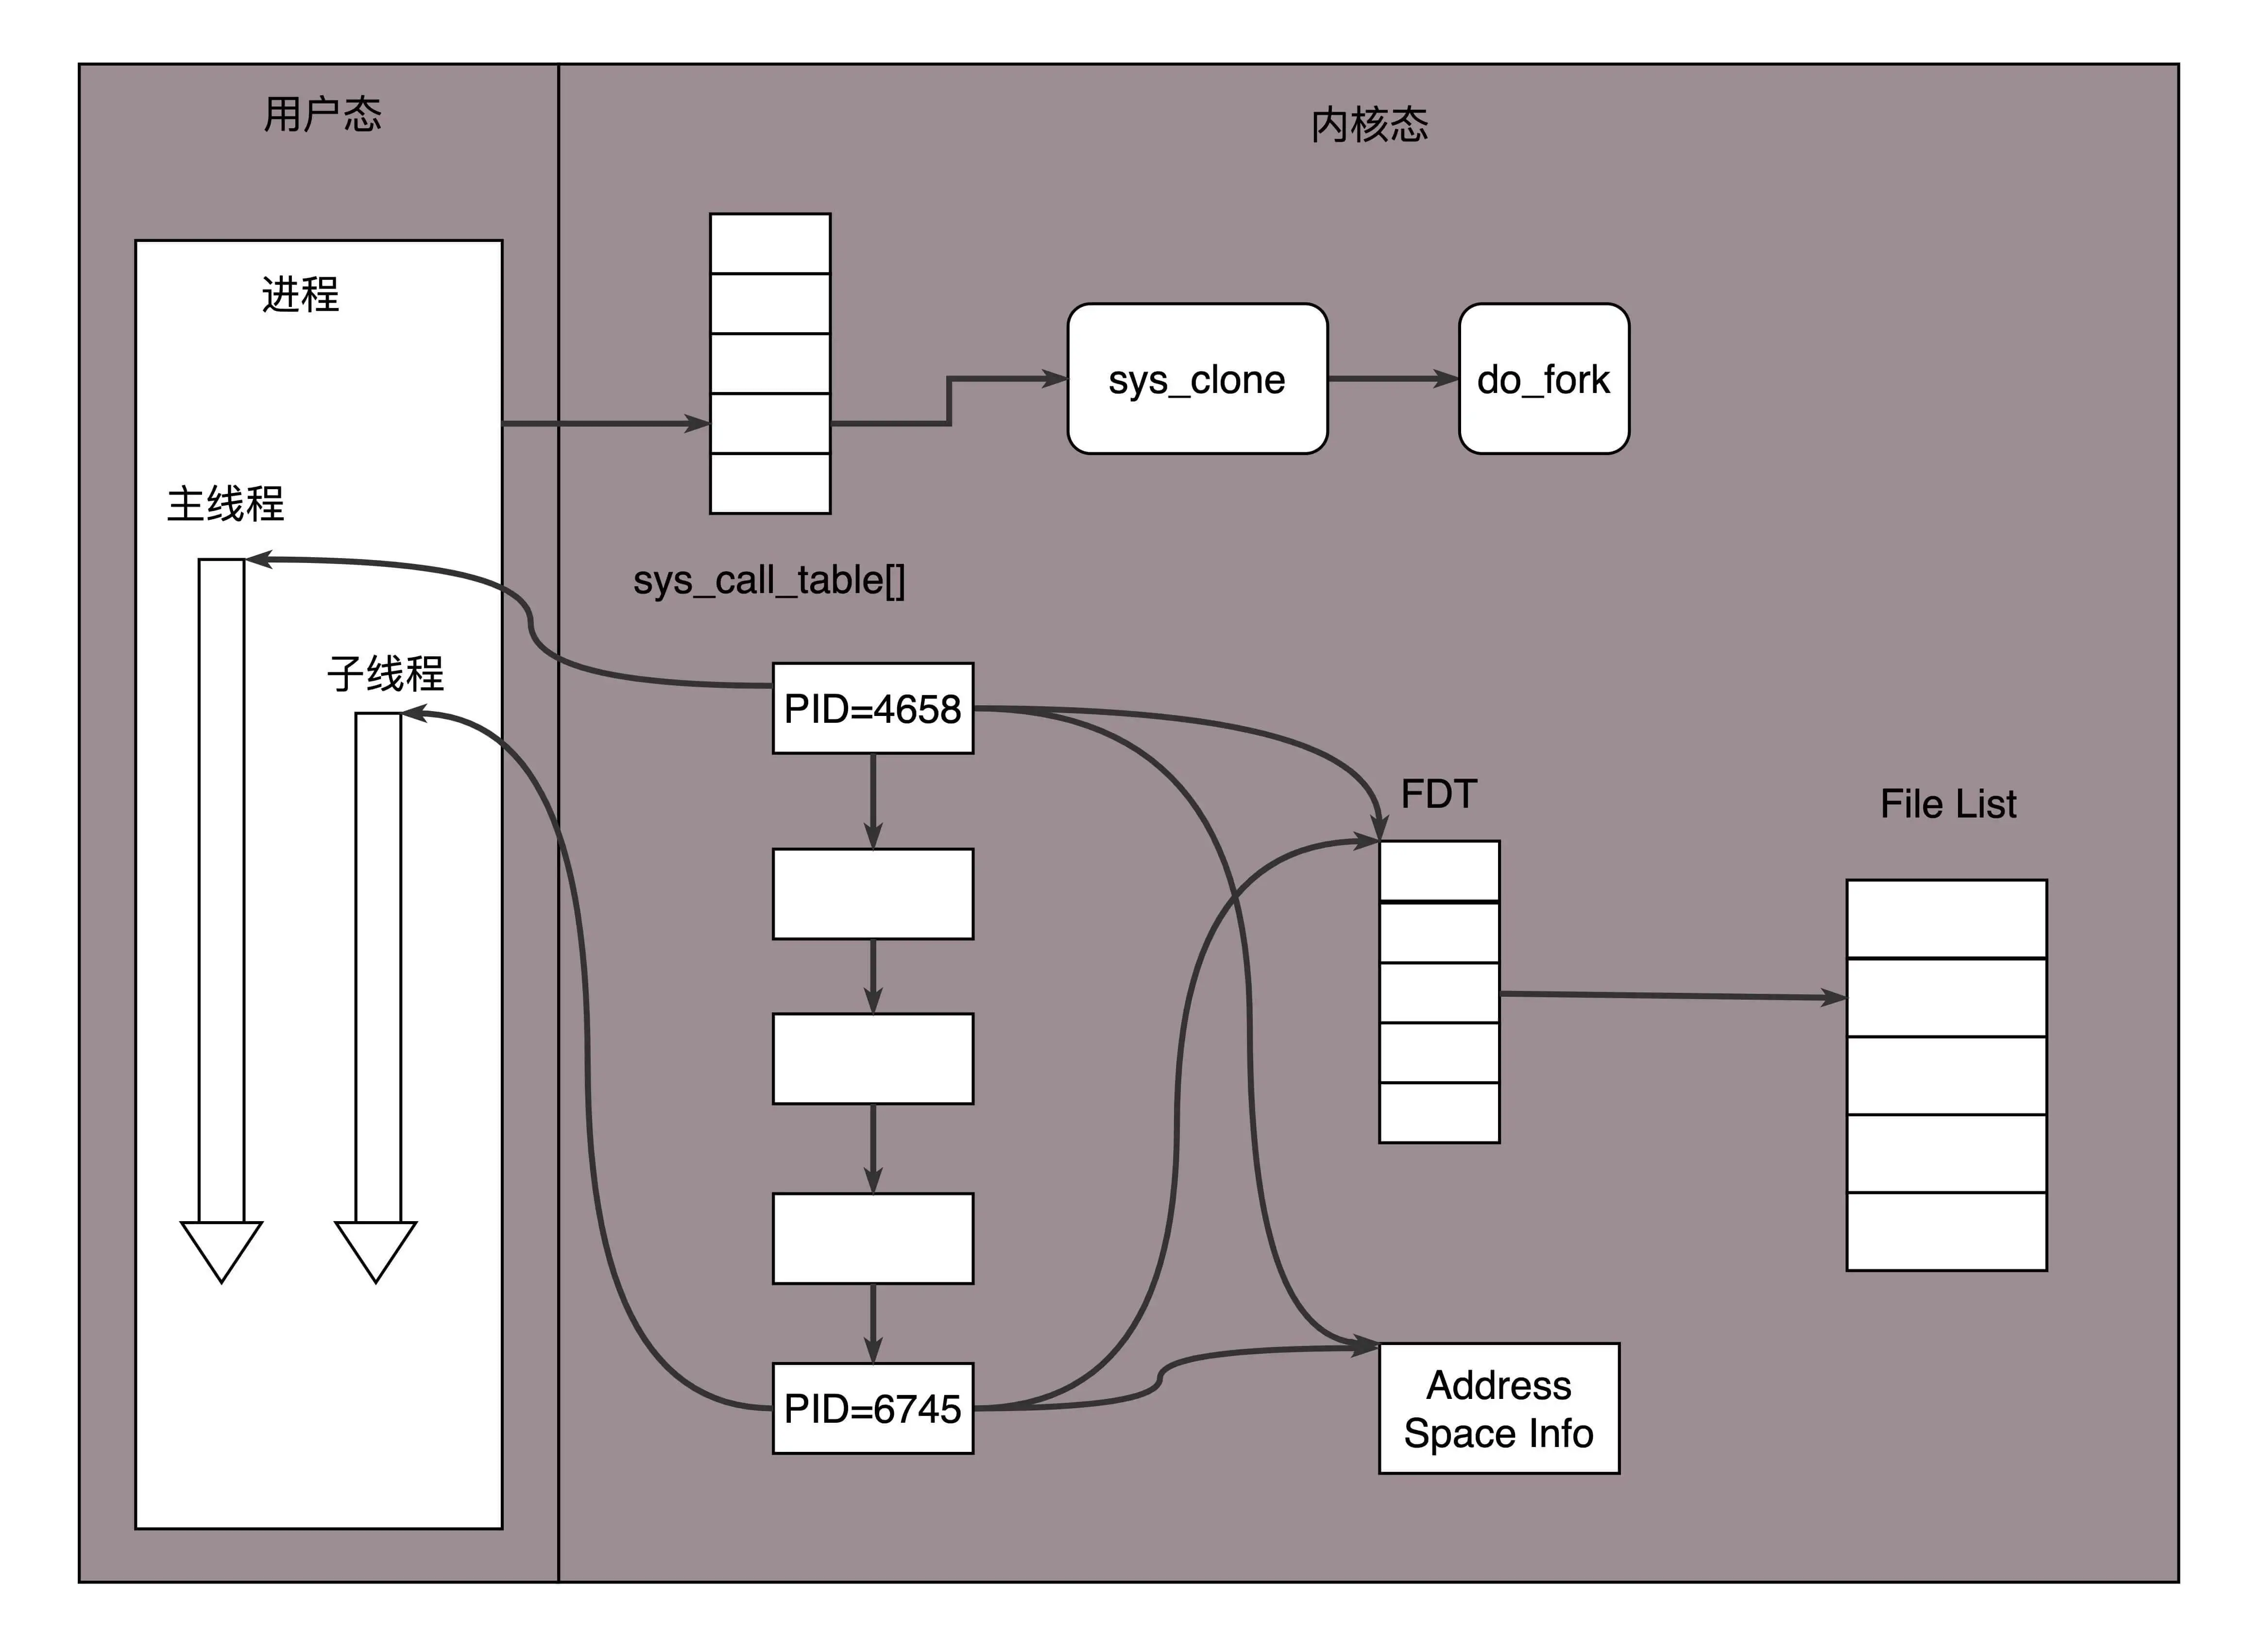 用户态
内核态
进程
sys_clone
do_fork
主线程
sys_call_table[]
子线程
PID=4658
FDT
File List
PID=6745
Address
Space Info